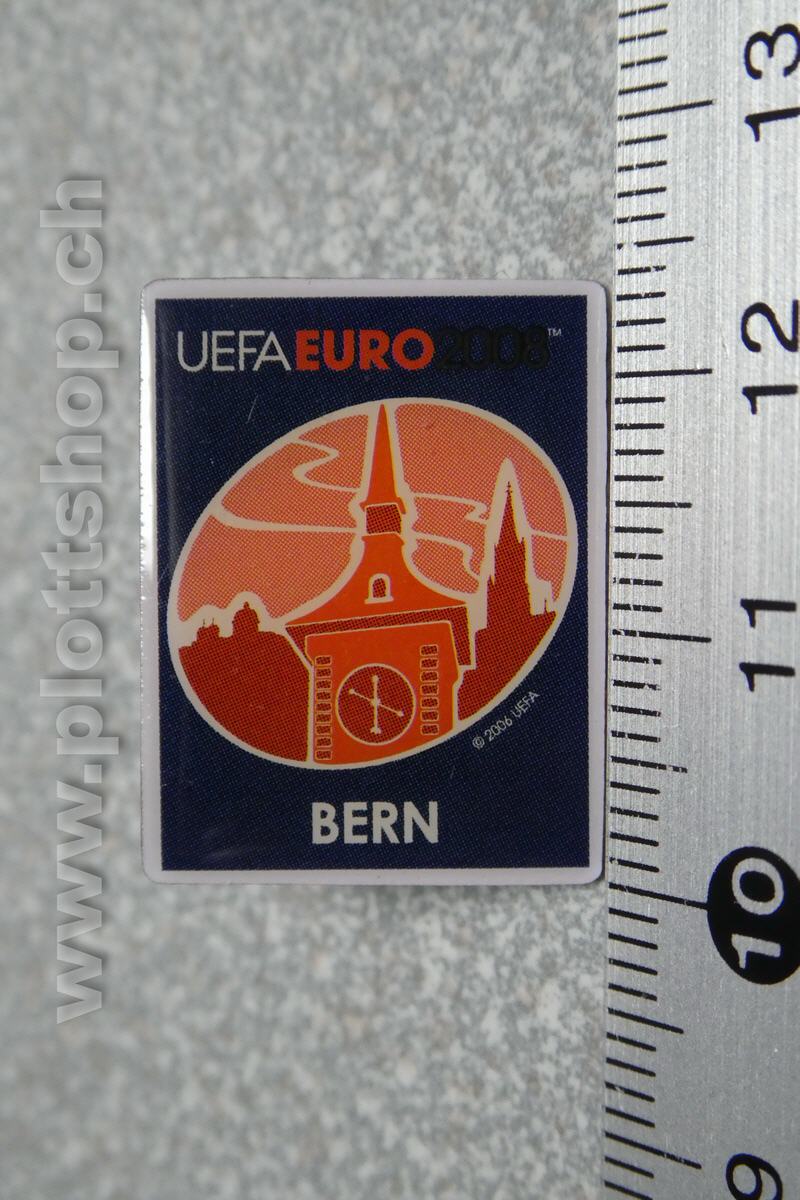 UEFA EURO 2008™
© 2006 UEFA
BERN
www.plottshop.ch
13
12
11
10
9